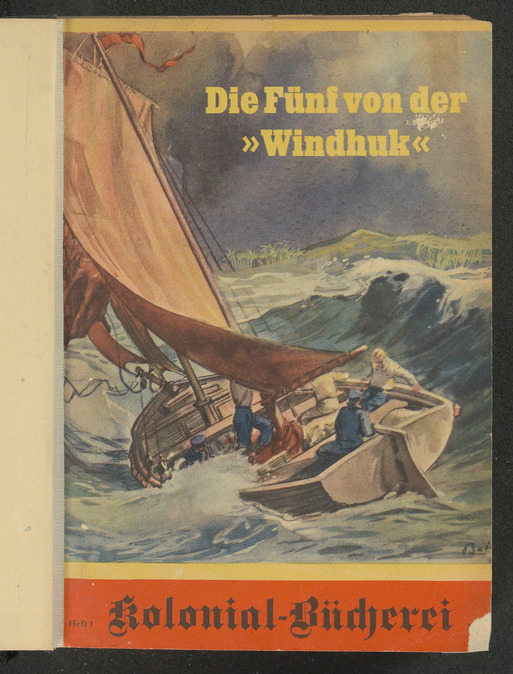 Die Fünf von der
»Windhuk«
Heft 1
Kolonial-Bücherei